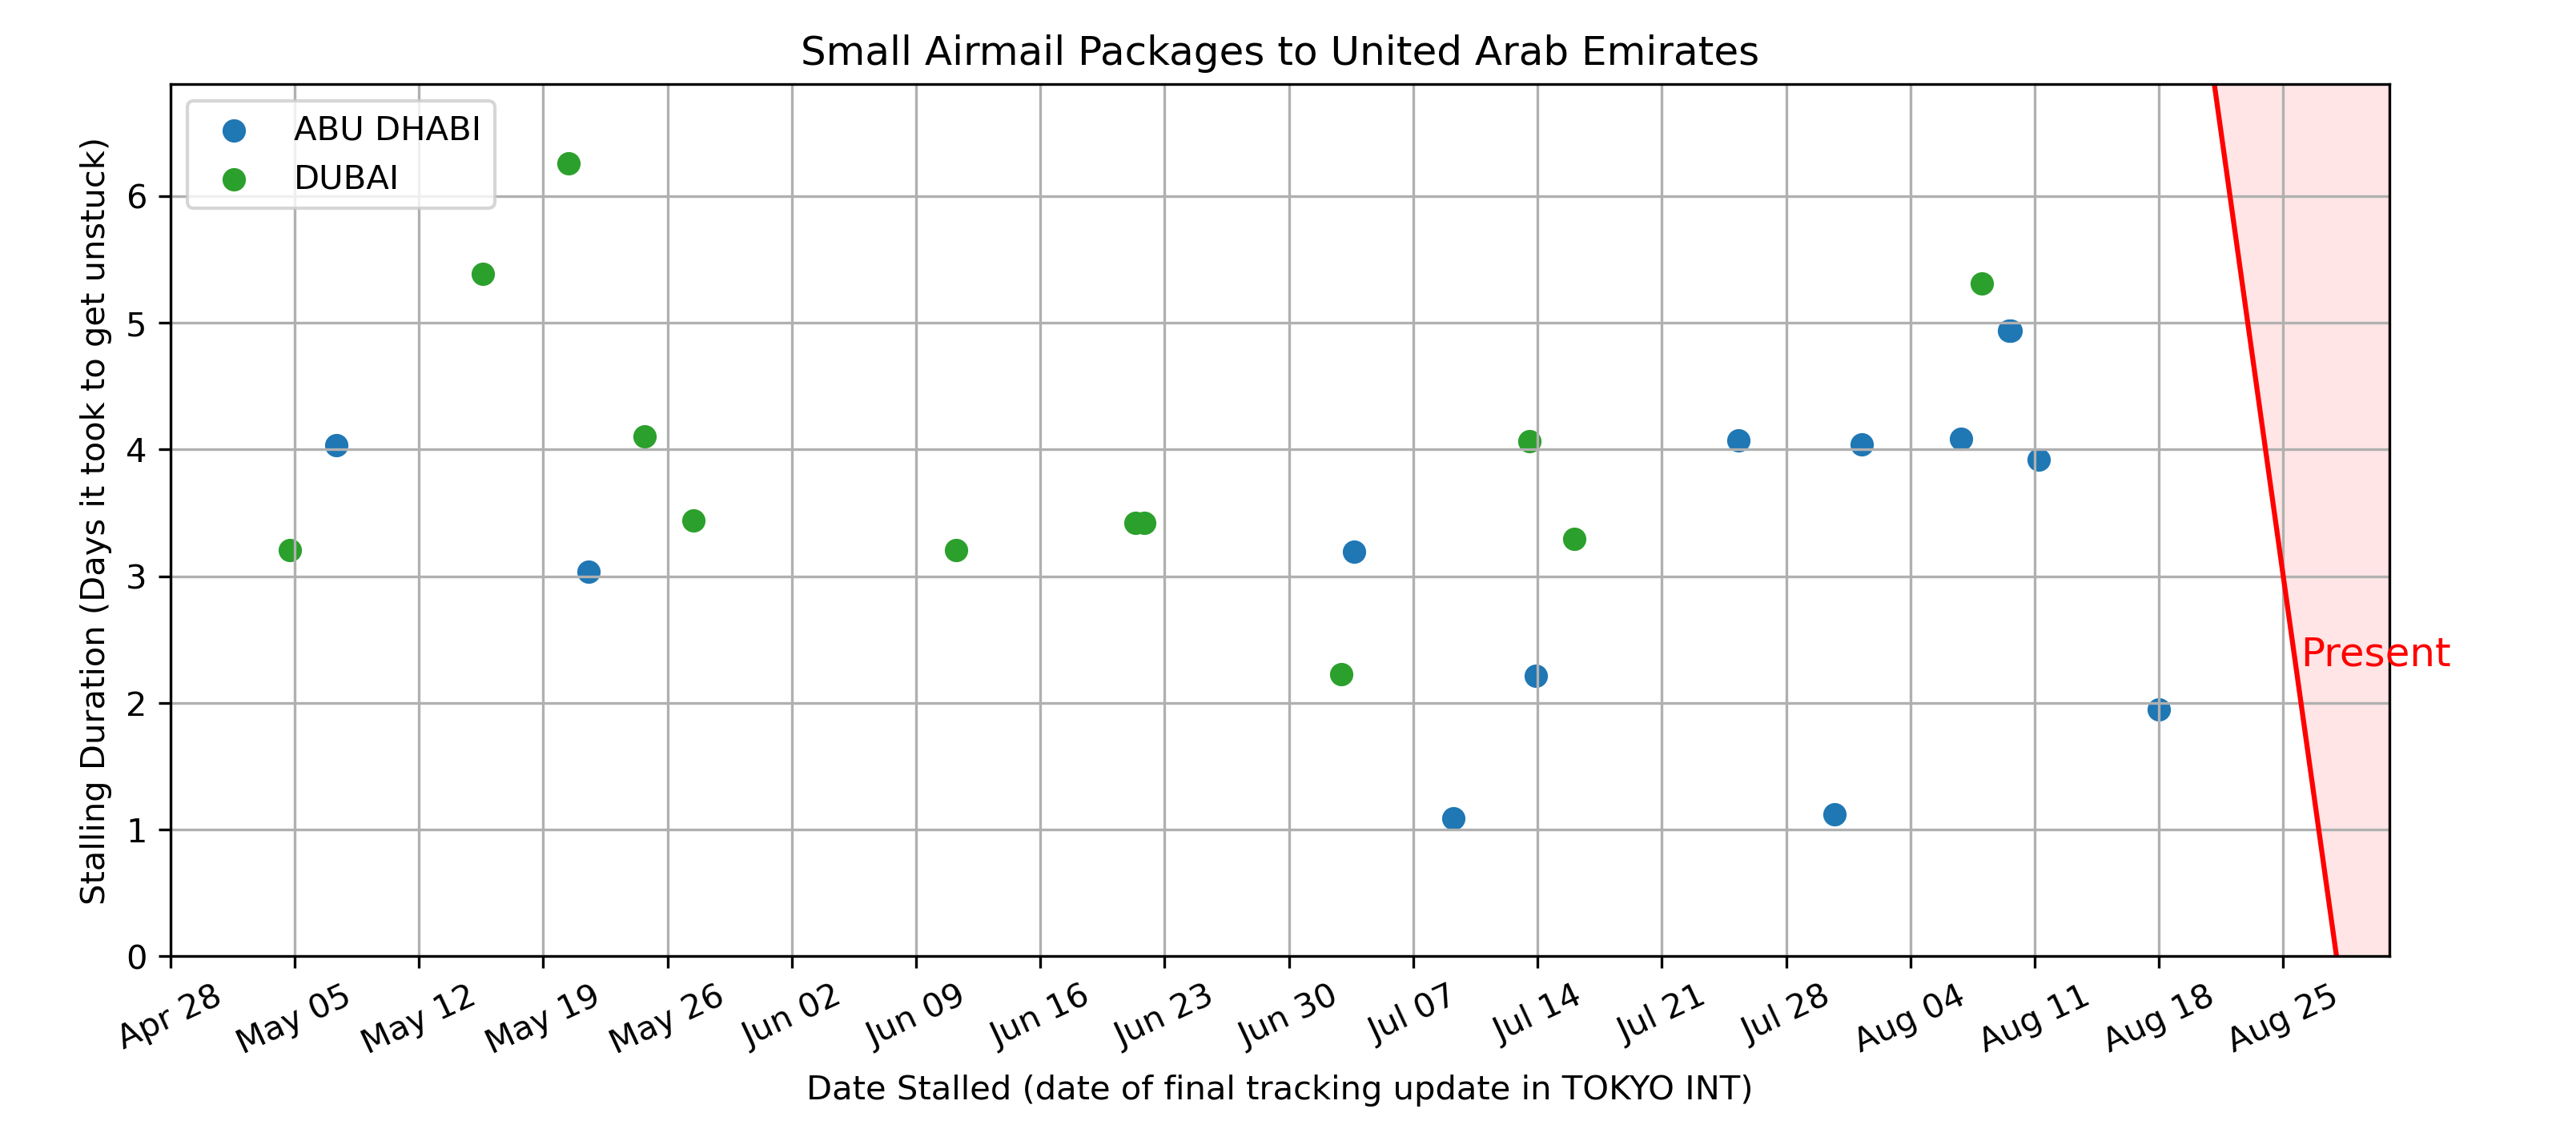 Small Airmail Packages to United Arab Emirates
ABU DHABI
DUBAI
Stalling Duration (Days it took to get unstuck)
6
5
4
3
2
1
0
Present
Apr 28
May 05
May 12
May 19
May 26
Jun 02
Jun 09
Jun 16
Jun 23
Jun 30
Jul 07
Jul 14
Jul 21
Jul 28
Aug 04
Aug 11
Aug 18
Aug 25
Date Stalled (date of final tracking update in TOKYO INT)